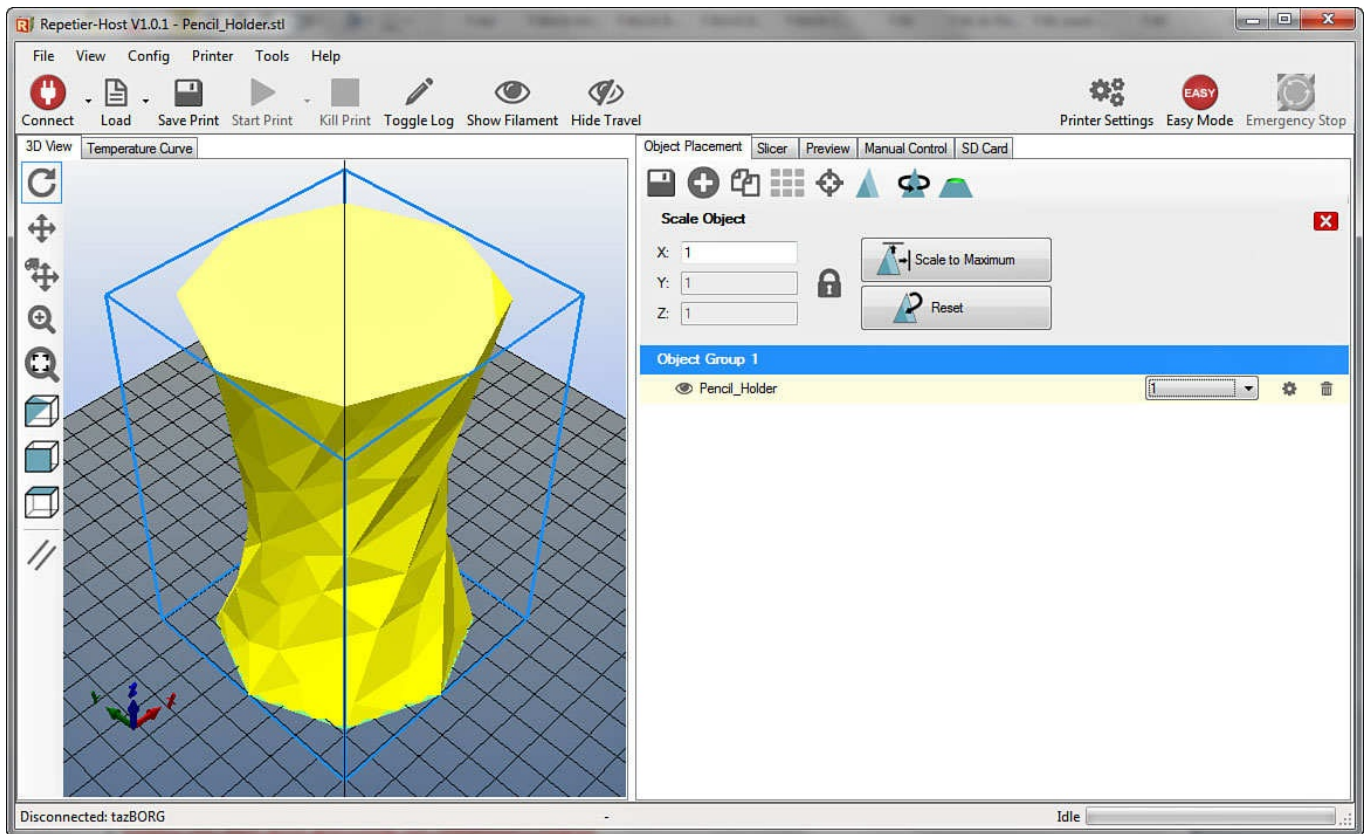 Repetier-Host V1.0.1 - Pencil_Holder.stl
File View Config Printer Tools Help
Connect Load Save Print Start Print Kill Print Toggle Log Show Filament Hide Travel EASY Printer Settings Easy Mode Emergency Stop
3D View Temperature Curve Object Placement Slicer Preview Manual Control SD Card
Scale Object
X: 1 Scale to Maximum
Y: 1
Z: 1 Reset
Object Group 1
Pencil_Holder 1
Disconnected: tazBORG - Idle